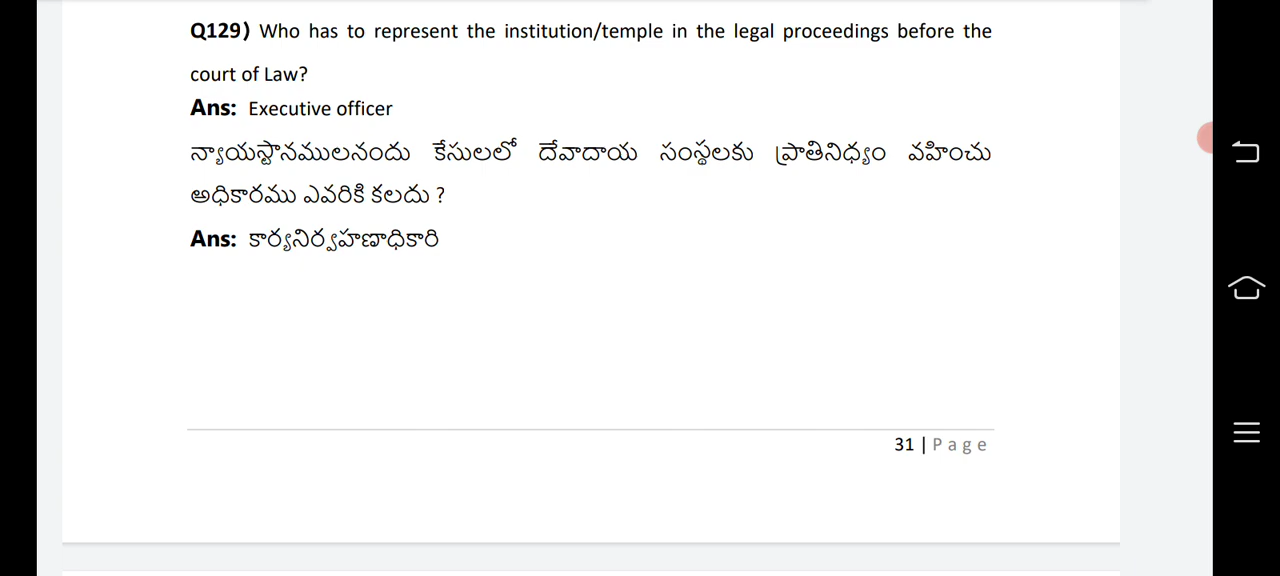 Q129) Who has to represent the institution/temple in the legal proceedings before the
court of Law?
Ans: Executive officer
న్యాయస్టానములనందు కేసులలో దేవాదాయ సంస్థలకు ప్రాతినిధ్యం వహించు
అధికారము ఎవరికి కలదు ?
Ans: కార్యనిర్వహణాధికారి
31 | Page